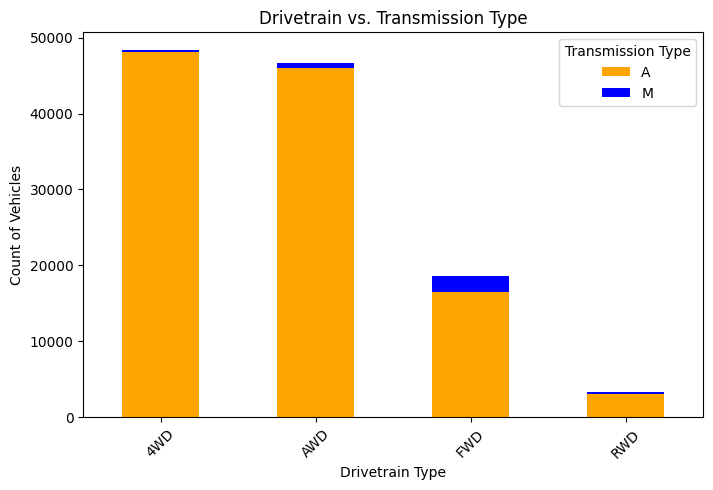 Drivetrain vs. Transmission Type
Transmission Type
A
M
Count of Vehicles
50000
40000
30000
20000
10000
0
4WD
AWD
FWD
RWD
Drivetrain Type